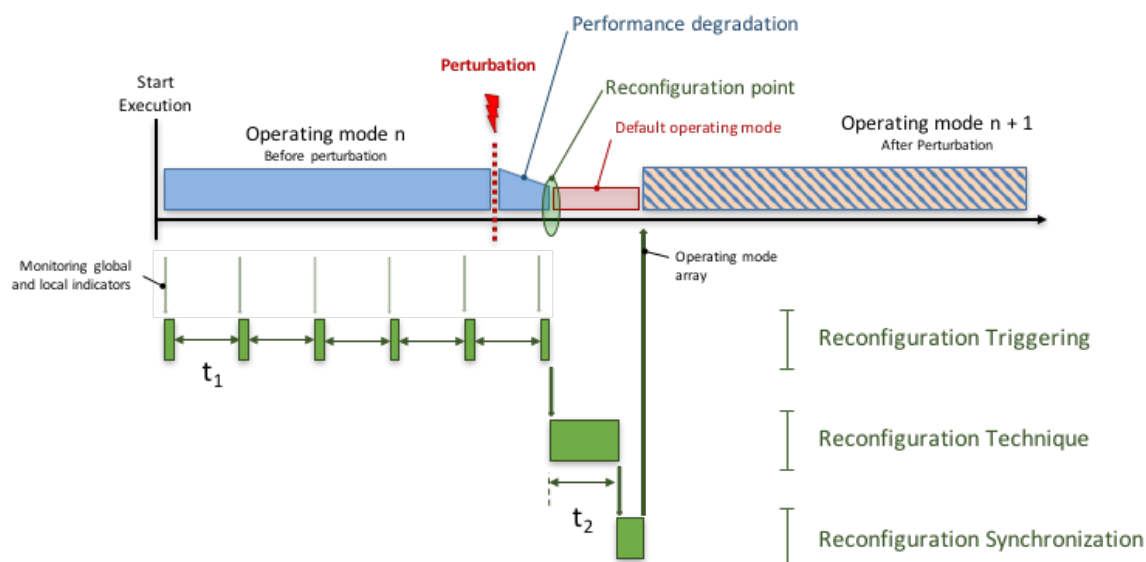 Performance degradation
Perturbation
Start
Execution
Reconfiguration point
Operating mode n
Before perturbation
Default operating mode
Operating mode n + 1
After Perturbation
Monitoring global
and local indicators
Operating mode
array
t1
Reconfiguration Triggering
Reconfiguration Technique
t2
Reconfiguration Synchronization